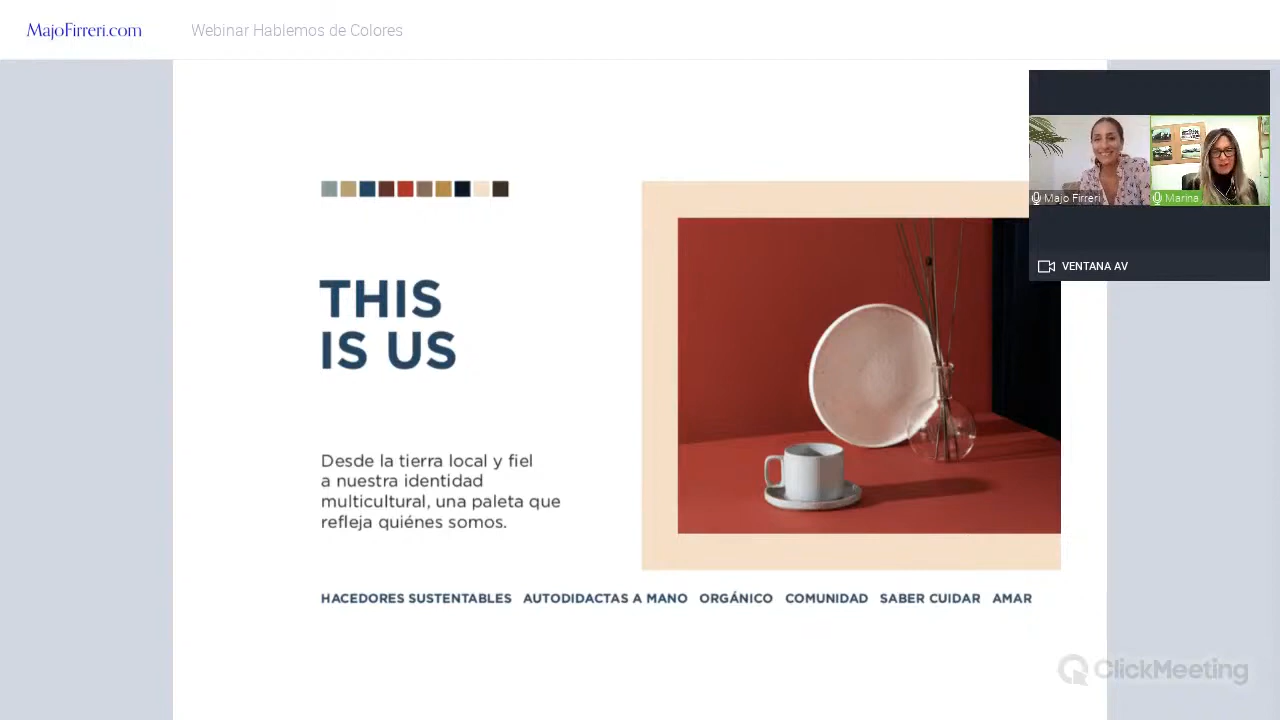 MajoFirreri.com
Webinar Hablemos de Colores
Majo Firreri
Marina
VENTANA AV
THIS
IS US
Desde la tierra local y fiel
a nuestra identidad
multicultural, una paleta que
refleja quiénes somos.
HACEDORES SUSTENTABLES AUTODIDACTAS A MANO ORGÁNICO COMUNIDAD SABER CUIDAR AMAR
ClickMeeting